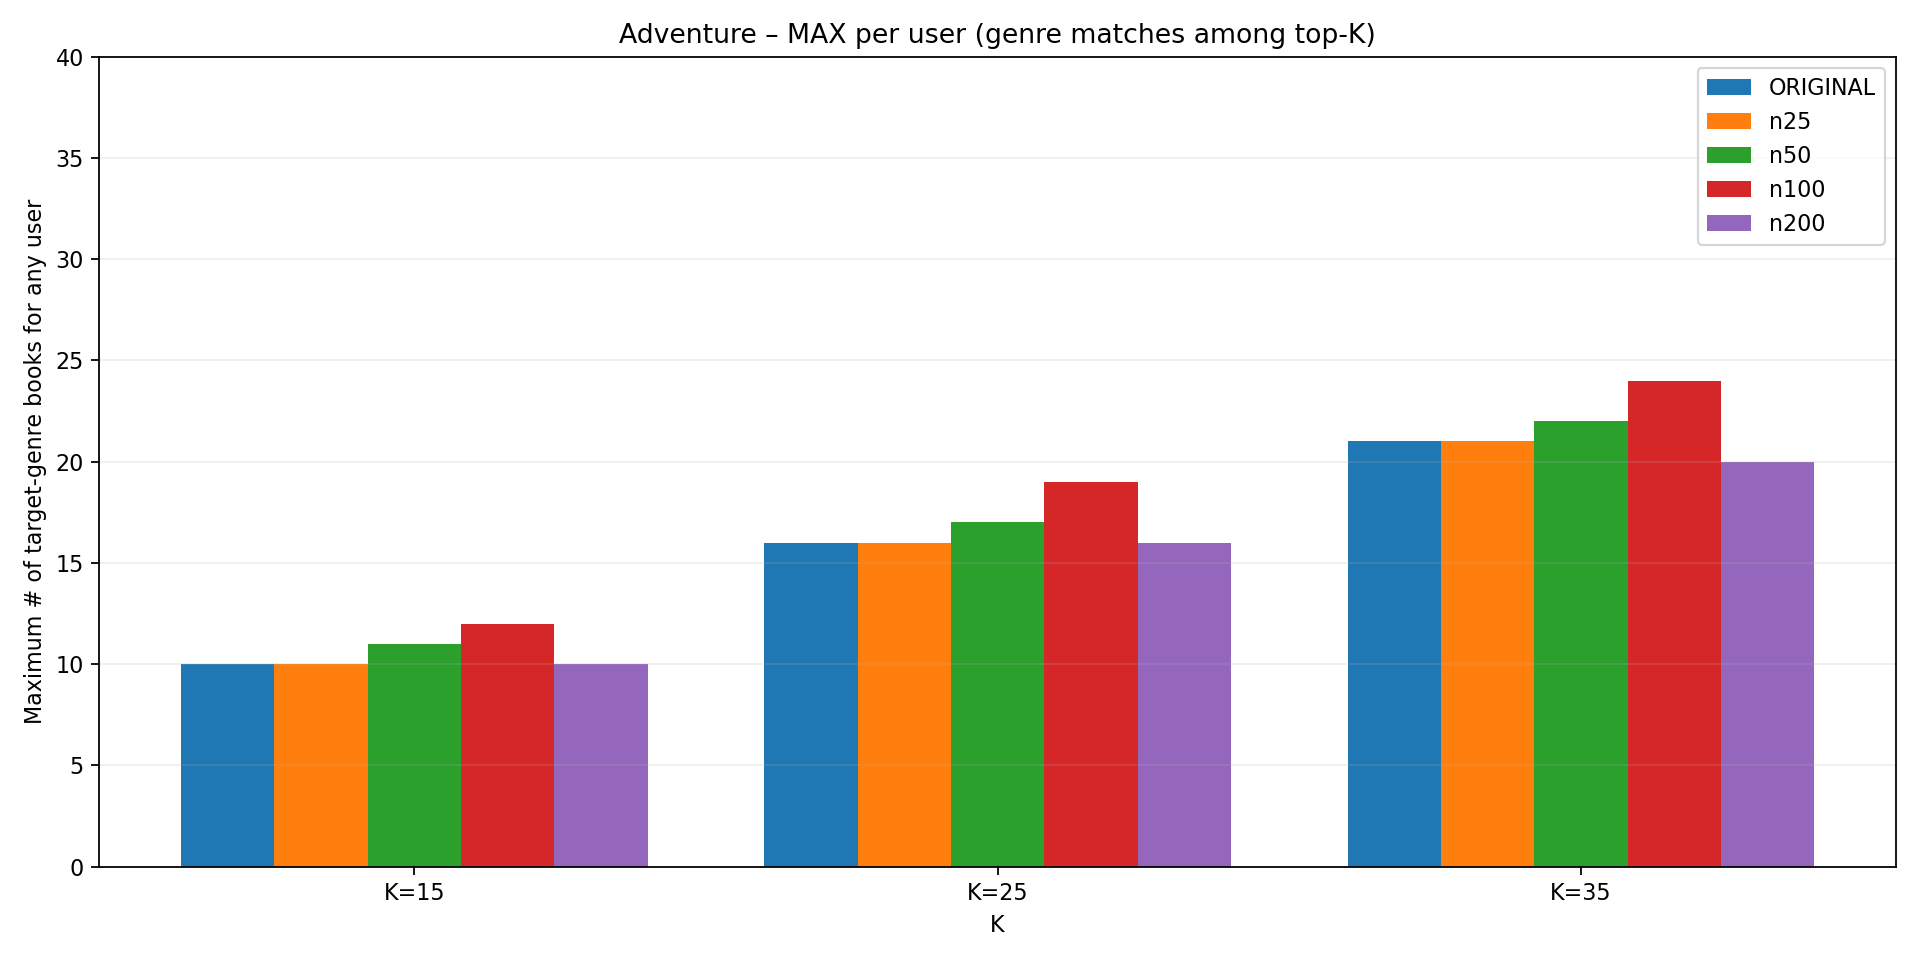 Adventure – MAX per user (genre matches among top-K)
Maximum # of target-genre books for any user
40
35
30
25
20
15
10
5
0
ORIGINAL
n25
n50
n100
n200
K=15
K=25
K=35
K